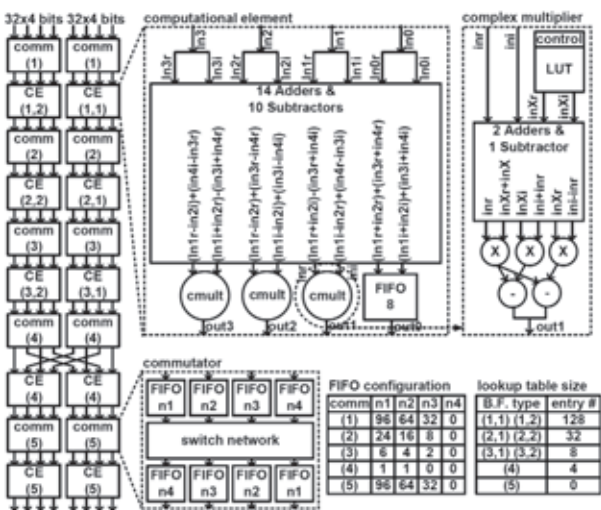 32x4 bits 32x4 bits
comm (1)
comm (1)
CE (1,2)
CE (1,1)
comm (2)
comm (2)
CE (2,2)
CE (2,1)
comm (3)
comm (3)
CE (3,2)
CE (3,1)
comm (4)
comm (4)
CE (4)
CE (4)
comm (5)
comm (5)
CE (5)
CE (5)
computational element
in3
in2
in1
in0
in3r
in3i
in2r
in2i
in1r
in1i
in0r
in0i
14 Adders &
10 Subtractors
(in1r-in2i)+(in4i-in3r)
(in1i+in2r)-(in3i+in4r)
(in1r-in2r)+(in3r-in4r)
(in1i-in2i)+(in3i-in4i)
(in1r+in2i)-(in3r+in4i)
(in1i-in2r)+(in4r-in3i)
(in1r+in2r)+(in3r+in4r)
(in1i+in2i)+(in3i+in4i)
inr
ini
cmult
cmult
cmult
FIFO
8
out3
out2
out1
out0
complex multiplier
inr
ini
control
LUT
inXr
inXi
2 Adders &
1 Subtractor
inr
inXr+inX
inXi
ini+inr
inXr
ini-inr
X
X
X
-
-
out1
commutator
FIFO n1
FIFO n2
FIFO n3
FIFO n4
switch network
FIFO n4
FIFO n3
FIFO n2
FIFO n1
FIFO configuration
comm n1 n2 n3 n4
(1) 96 64 32 0
(2) 24 16 8 0
(3) 6 4 2 0
(4) 1 1 0 0
(5) 96 64 32 0
lookup table size
B.F. type entry #
(1,1) (1,2) 128
(2,1) (2,2) 32
(3,1) (3,2) 8
(4) 4
(5) 0